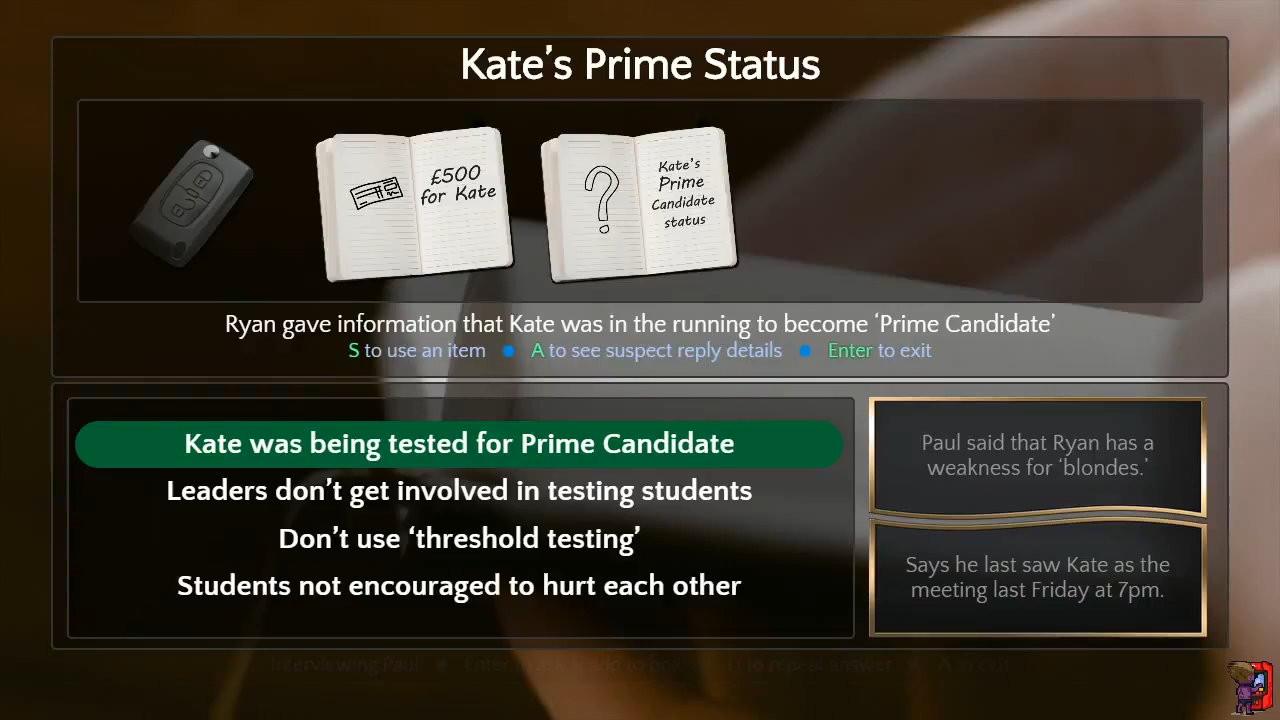 Kate's Prime Status
£500
for Kate
?
Kate's
Prime
Candidate
status
Ryan gave information that Kate was in the running to become ‘Prime Candidate’
S to use an item ● A to see suspect reply details ● Enter to exit
Kate was being tested for Prime Candidate
Leaders don't get involved in testing students
Don't use ‘threshold testing’
Students not encouraged to hurt each other
Paul said that Ryan has a
weakness for ‘blondes.’
Says he last saw Kate as the
meeting last Friday at 7pm.
Interviewing Paul